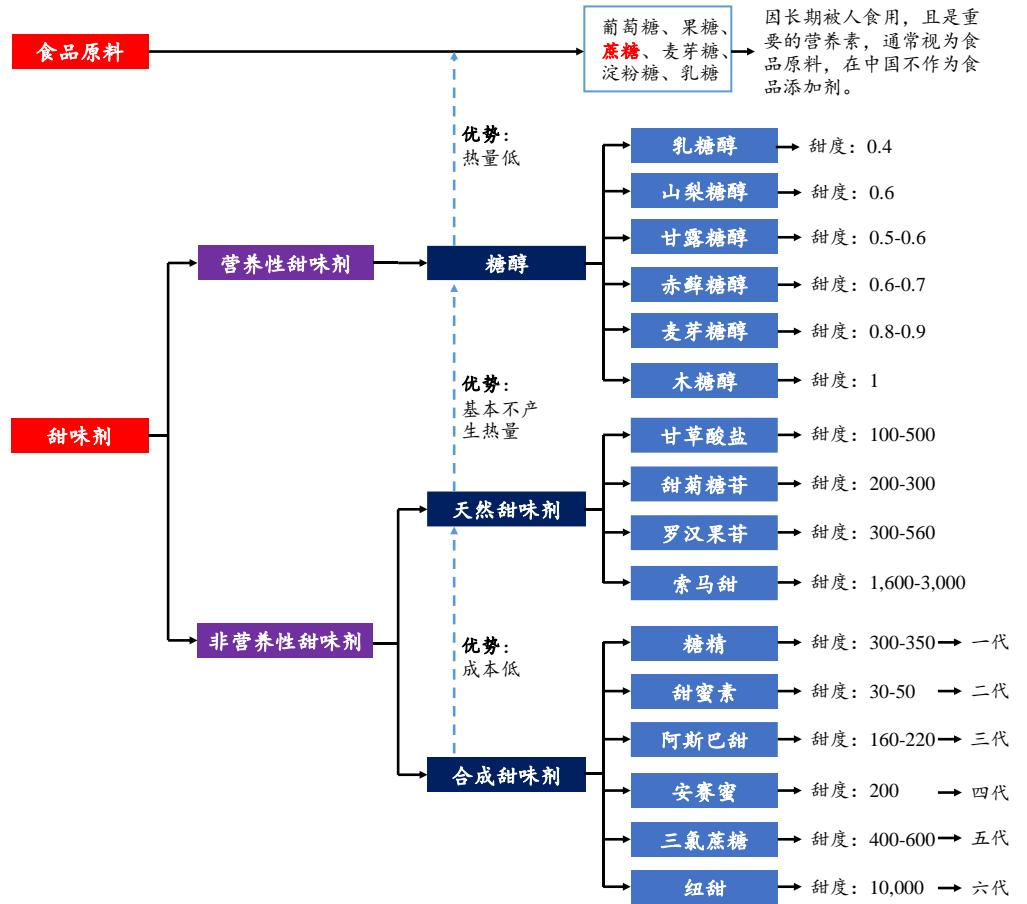 食品原料
葡萄糖、果糖、
蔗糖、麦芽糖、
淀粉糖、乳糖
因长期被人食用，且是重
要的营养素，通常视为食
品原料，在中国不作为食
品添加剂。
优势：
热量低
乳糖醇
甜度：0.4
山梨糖醇
甜度：0.6
甘露糖醇
甜度：0.5-0.6
营养性甜味剂
糖醇
赤藓糖醇
甜度：0.6-0.7
麦芽糖醇
甜度：0.8-0.9
木糖醇
甜度：1
优势：
基本不产
生热量
甜味剂
甘草酸盐
甜度：100-500
甜菊糖苷
甜度：200-300
天然甜味剂
罗汉果苷
甜度：300-560
索马甜
甜度：1,600-3,000
非营养性甜味剂
优势：
成本低
糖精
甜度：300-350
一代
甜蜜素
甜度：30-50
二代
阿斯巴甜
甜度：160-220
三代
合成甜味剂
安赛蜜
甜度：200
四代
三氯蔗糖
甜度：400-600
五代
纽甜
甜度：10,000
六代